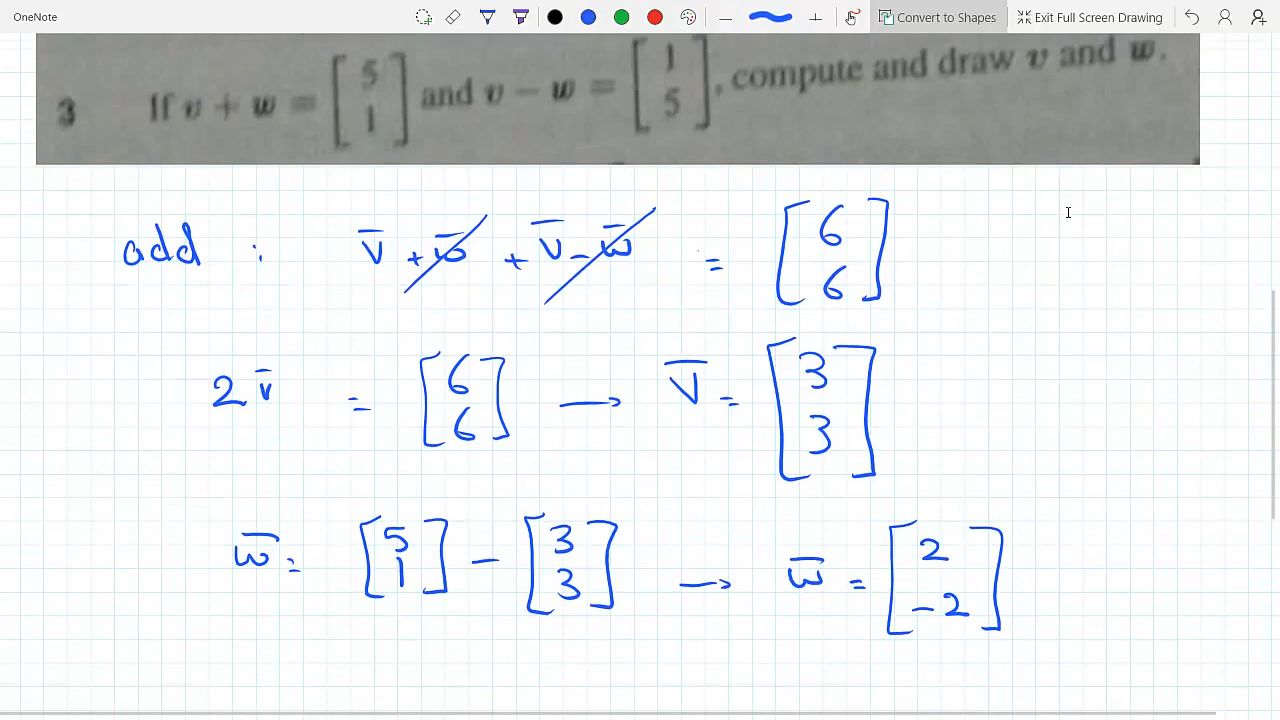 OneNote Convert to Shapes Exit Full Screen Drawing
3 If v + w = [5 1] and v − w = [1 5], compute and draw v and w.
add : v̅ + w̅ + v̅ − w̅ = [6 6]
2 v̅ = [6 6] → v̅ = [3 3]
w̅ = [5 1] − [3 3] → w̅ = [2 −2]